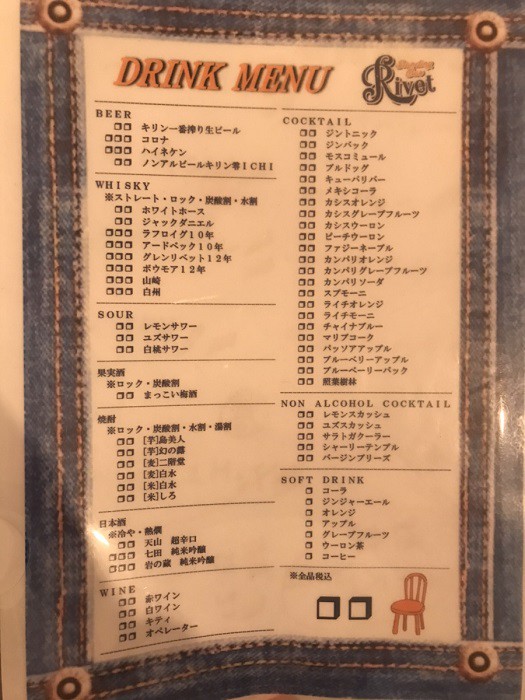 DRINK MENU
Rivet
BEER
キリン一番搾り生ビール
コロナ
ハイネケン
ノンアルビールキリン零ICHI
WHISKY
※ストレート・ロック・炭酸割・水割
ホワイトホース
ジャックダニエル
ラフロイグ10年
アードベック10年
グレンリベット12年
ボウモア12年
山崎
白州
SOUR
レモンサワー
ユズサワー
白桃サワー
果実酒
※ロック・炭酸割
まっこい梅酒
焼酎
※ロック・炭酸割・水割・湯割
[芋]島美人
[芋]幻の露
[麦]二階堂
[麦]白水
[米]白水
[米]しろ
日本酒
※冷や・熱燗
天山 超辛口
七田 純米吟醸
岩の蔵 純米吟醸
WINE
赤ワイン
白ワイン
キティ
オペレーター
COCKTAIL
ジントニック
ジンバック
モスコミュール
ブルドッグ
キューバリバー
メキシコーラ
カシスオレンジ
カシスグレープフルーツ
カシスウーロン
ピーチウーロン
ファジーネーブル
カンパリオレンジ
カンパリグレープフルーツ
カンパリソーダ
スプモーニ
ライチオレンジ
ライチモーニ
チャイナブルー
マリブコーク
パッソアアップル
ブルーベリーアップル
ブルーベリーバック
照葉樹林
NON ALCOHOL COCKTAIL
レモンスカッシュ
ユズスカッシュ
サラトガクーラー
シャーリーテンプル
バージンブリーズ
SOFT DRINK
コーラ
ジンジャーエール
オレンジ
アップル
グレープフルーツ
ウーロン茶
コーヒー
※全品税込